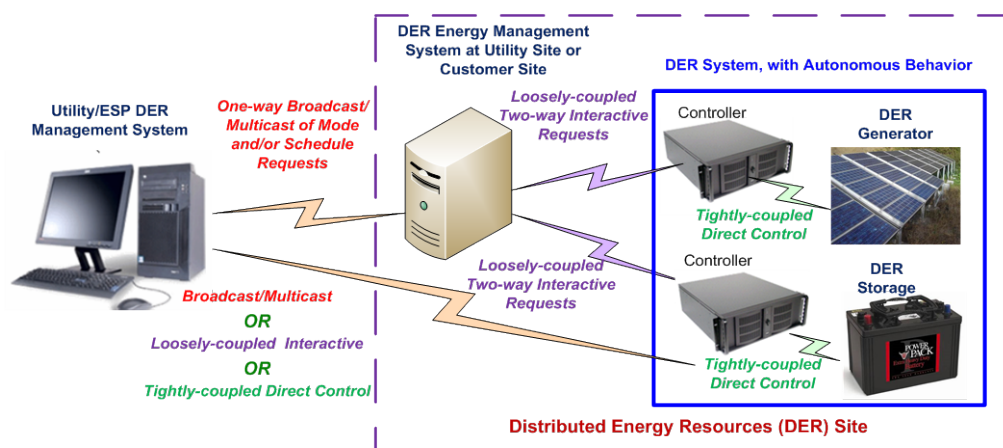 DER Energy Management
System at Utility Site or
Customer Site
DER System, with Autonomous Behavior
Utility/ESP DER
Management System
One-way Broadcast/
Multicast of Mode
and/or Schedule
Requests
Loosely-coupled
Two-way Interactive
Requests
Controller
DER
Generator
Tightly-coupled
Direct Control
Loosely-coupled
Two-way Interactive
Requests
Controller
DER
Storage
POWER
PACK
Battery
Tightly-coupled
Direct Control
Broadcast/Multicast
OR
Loosely-coupled Interactive
OR
Tightly-coupled Direct Control
Distributed Energy Resources (DER) Site